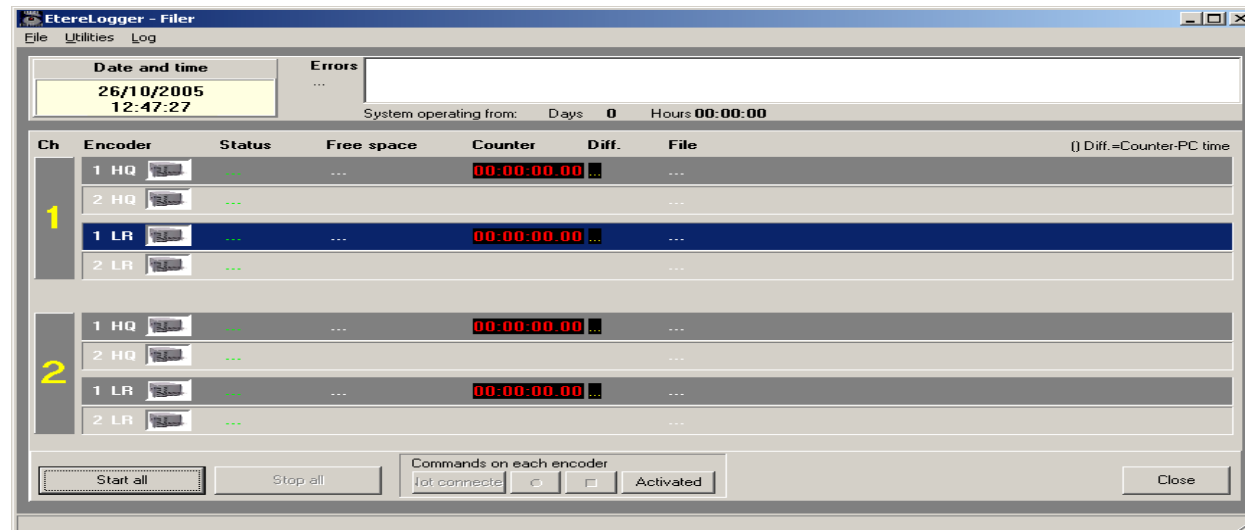 EtereLogger - Filer
File Utilities Log
Date and time
26/10/2005
12:47:27
Errors
...
System operating from: Days 0 Hours 00:00:00
Ch Encoder Status Free space Counter Diff. File () Diff.=Counter-PC time
1
1 HQ ... ... 00:00:00.00 ... ...
2 HQ ... ...
1 LR ... ... 00:00:00.00 ... ...
2 LR ... ...
2
1 HQ ... ... 00:00:00.00 ... ...
2 HQ ... ...
1 LR ... ... 00:00:00.00 ... ...
2 LR ... ...
Start all
Stop all
Commands on each encoder
lot connecte
Activated
Close